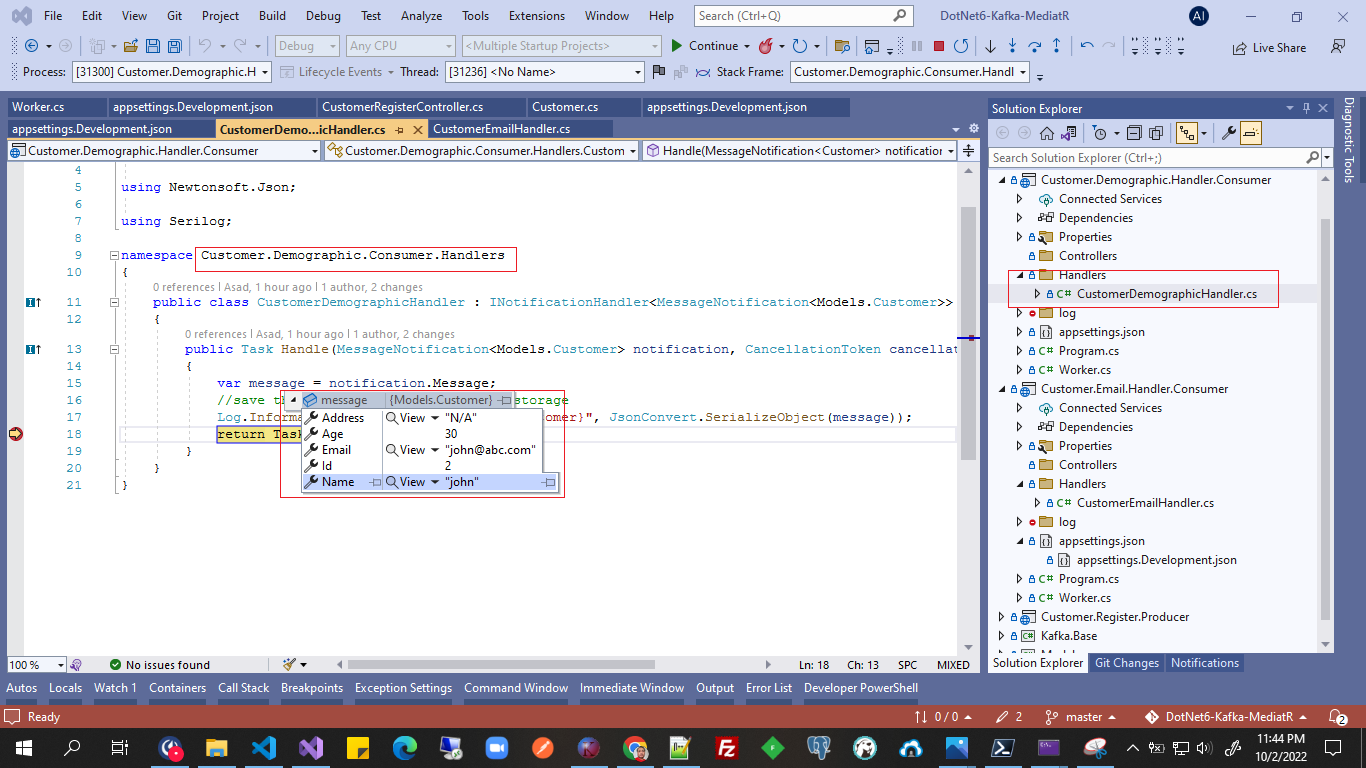 File Edit View Git Project Build Debug Test Analyze Tools Extensions Window Help Search (Ctrl+Q) DotNet6-Kafka-MediatR AI
Debug Any CPU <Multiple Startup Projects> Continue Live Share
Process: [31300] Customer.Demographic.H Lifecycle Events Thread: [31236] <No Name> Stack Frame: Customer.Demographic.Consumer.Handl
Worker.cs appsettings.Development.json CustomerRegisterController.cs Customer.cs appsettings.Development.json
appsettings.Development.json CustomerDemo...icHandler.cs CustomerEmailHandler.cs
Customer.Demographic.Handler.Consumer Customer.Demographic.Consumer.Handlers.Custom Handle(MessageNotification<Customer> notification
4
5 using Newtonsoft.Json;
6
7 using Serilog;
8
9 namespace Customer.Demographic.Consumer.Handlers
10 {
0 references | Asad, 1 hour ago | 1 author, 2 changes
11 public class CustomerDemographicHandler : INotificationHandler<MessageNotification<Models.Customer>>
12 {
0 references | Asad, 1 hour ago | 1 author, 2 changes
13 public Task Handle(MessageNotification<Models.Customer> notification, CancellationToken cancellat
14 {
15 var message = notification.Message;
16 //save th storage
17 Log.Informa omer}", JsonConvert.SerializeObject(message));
18 return Tas
19 }
20 }
21 }
message {Models.Customer}
Address View "N/A"
Age 30
Email View "john@abc.com"
Id 2
Name View "john"
100 % No issues found Ln: 18 Ch: 13 SPC MIXED
Solution Explorer
Search Solution Explorer (Ctrl+;)
Customer.Demographic.Handler.Consumer
Connected Services
Dependencies
Properties
Controllers
Handlers
C# CustomerDemographicHandler.cs
log
appsettings.json
C# Program.cs
C# Worker.cs
Customer.Email.Handler.Consumer
Connected Services
Dependencies
Properties
Controllers
Handlers
C# CustomerEmailHandler.cs
log
appsettings.json
appsettings.Development.json
C# Program.cs
C# Worker.cs
Customer.Register.Producer
C# Kafka.Base
Solution Explorer Git Changes Notifications
Diagnostic Tools
Autos Locals Watch 1 Containers Call Stack Breakpoints Exception Settings Command Window Immediate Window Output Error List Developer PowerShell
Ready 0 / 0 2 master DotNet6-Kafka-MediatR 2
11:44 PM
10/2/2022